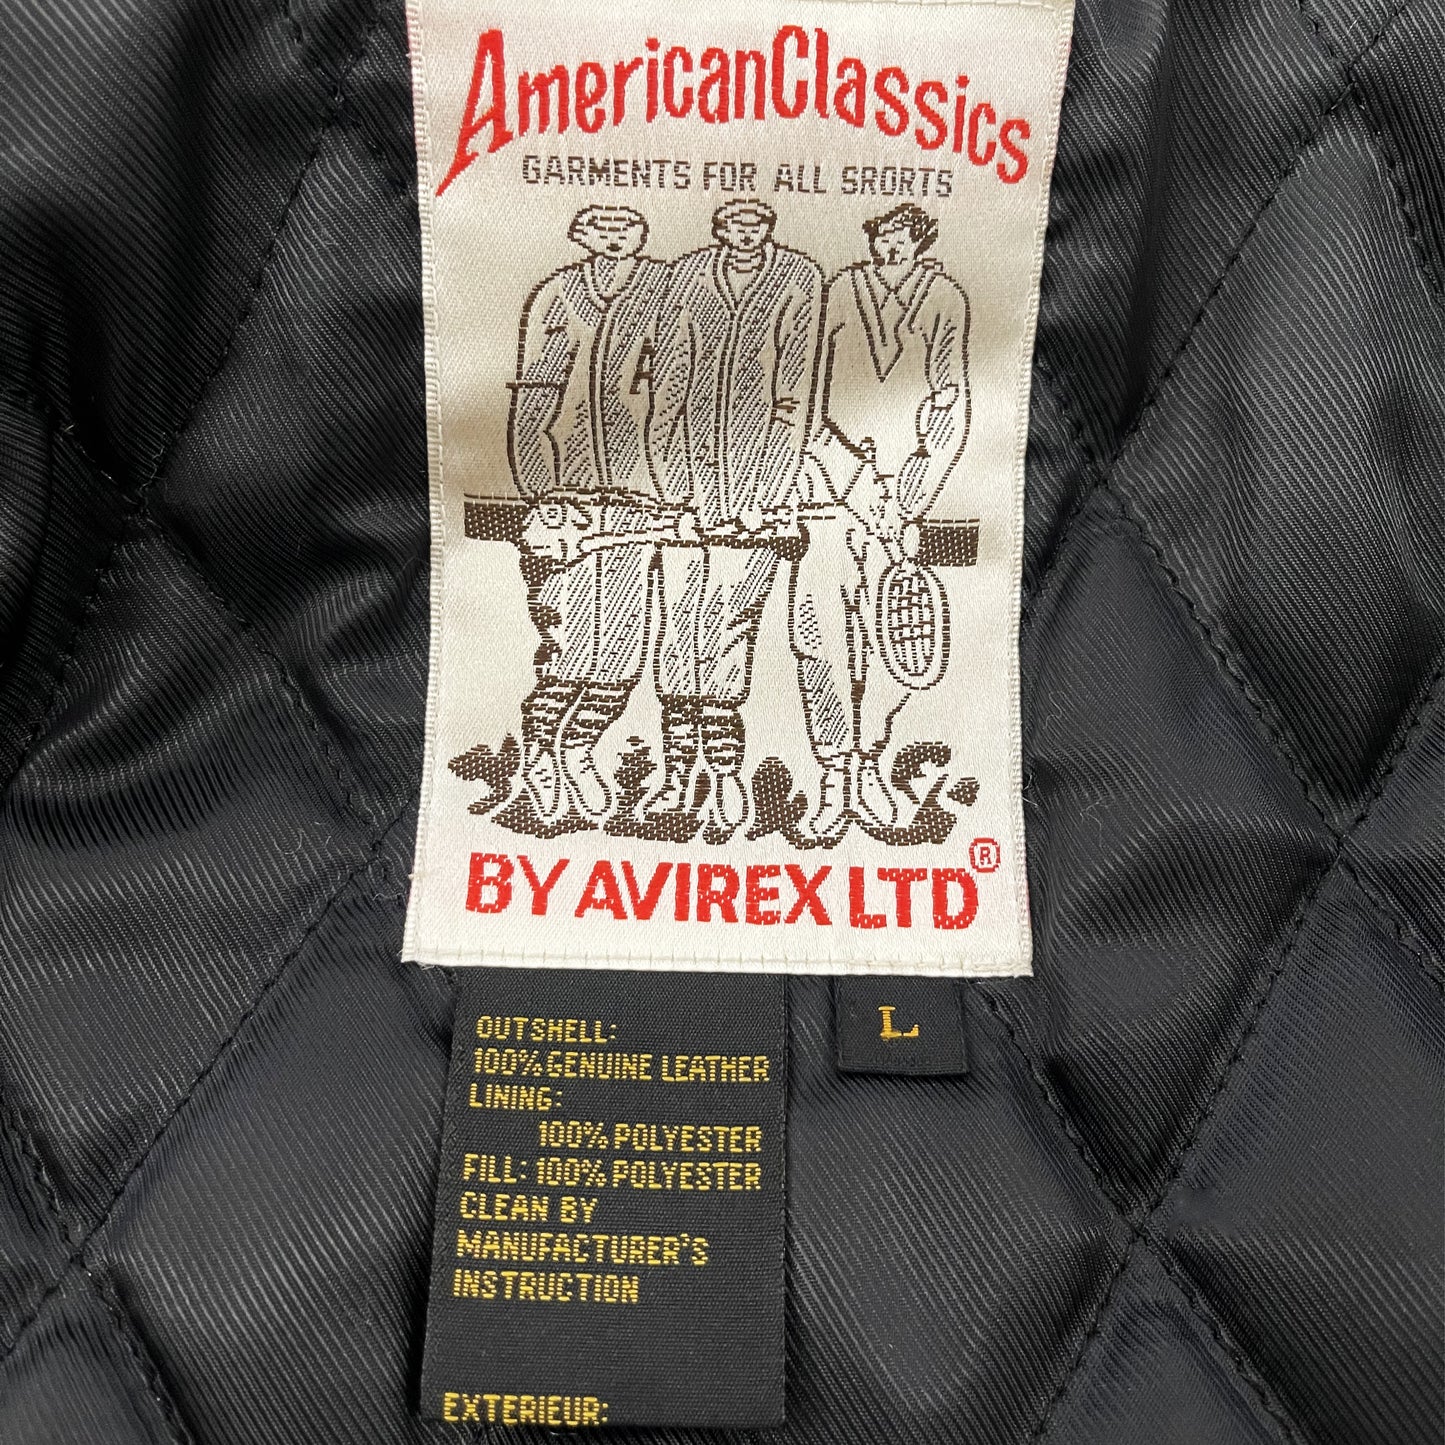 AmericanClassics
GARMENTS FOR ALL SRORTS
A
BY AVIREX LTD®
L
OUTSHELL:
100% GENUINE LEATHER
LINING:
100% POLYESTER
FILL: 100% POLYESTER
CLEAN BY
MANUFACTURER'S
INSTRUCTION
EXTERIEUR: